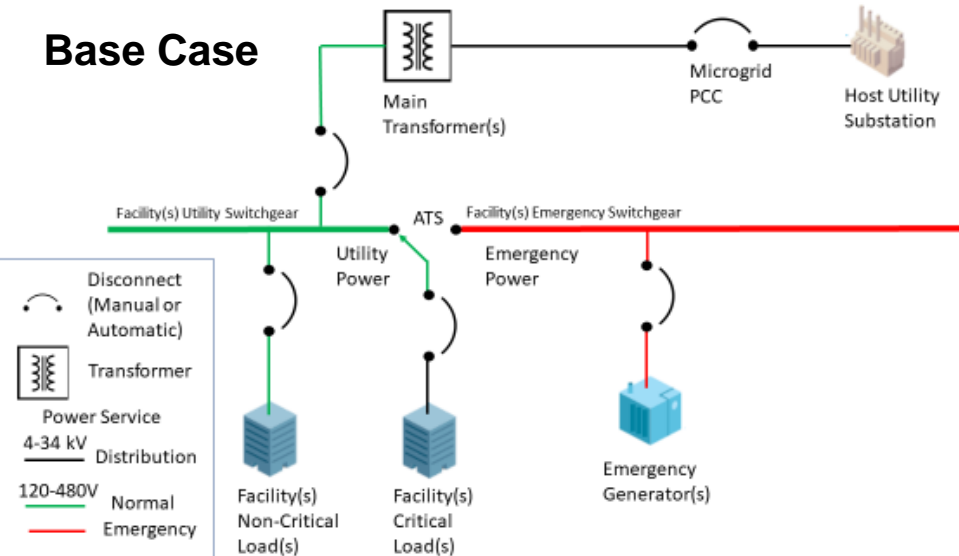 Base Case
Main
Transformer(s)
Microgrid
PCC
Host Utility
Substation
Facility(s) Utility Switchgear
ATS
Facility(s) Emergency Switchgear
Utility
Power
Emergency
Power
Disconnect
(Manual or
Automatic)
Transformer
Power Service
4-34 kV
Distribution
120-480V
Normal
Emergency
Facility(s)
Non-Critical
Load(s)
Facility(s)
Critical
Load(s)
Emergency
Generator(s)